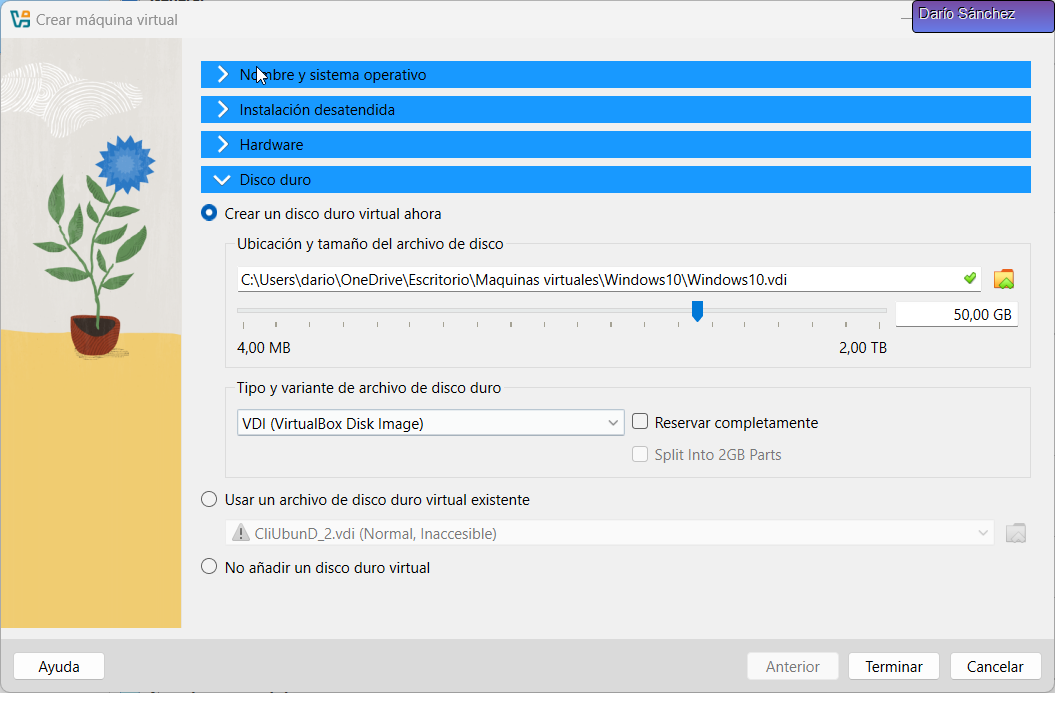 Crear máquina virtual
Darío Sánchez
Nombre y sistema operativo
Instalación desatendida
Hardware
Disco duro
Crear un disco duro virtual ahora
Ubicación y tamaño del archivo de disco
C:\Users\dario\OneDrive\Escritorio\Maquinas virtuales\Windows10\Windows10.vdi
50,00 GB
4,00 MB 2,00 TB
Tipo y variante de archivo de disco duro
VDI (VirtualBox Disk Image) Reservar completamente
Split Into 2GB Parts
Usar un archivo de disco duro virtual existente
CliUbunD_2.vdi (Normal, Inaccesible)
No añadir un disco duro virtual
Ayuda Anterior Terminar Cancelar